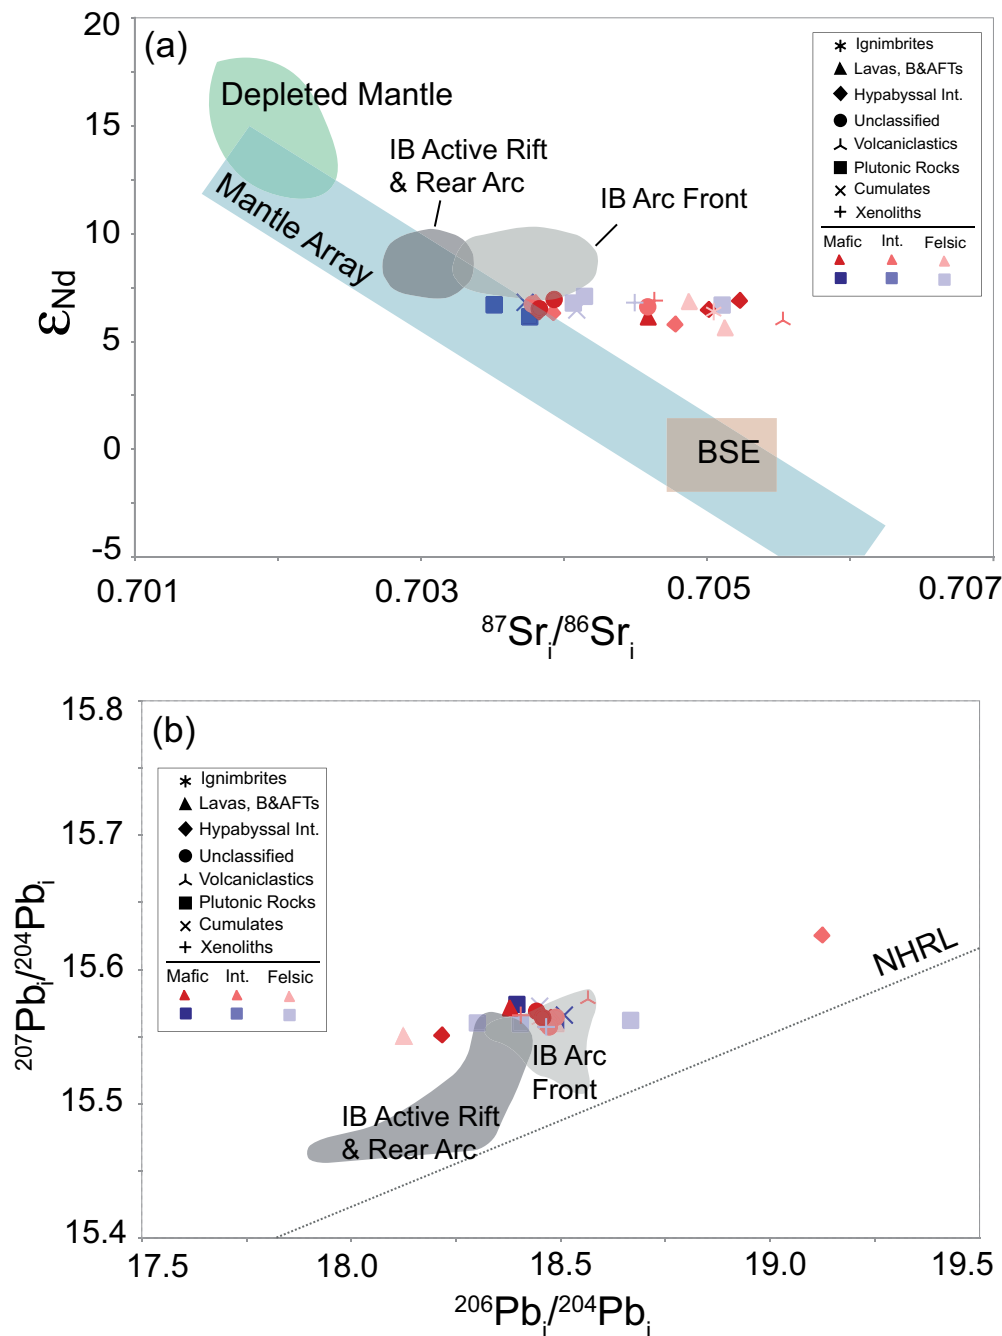 (a)
20
15
10
5
0
-5
εNd
Depleted Mantle
Mantle Array
IB Active Rift
& Rear Arc
IB Arc Front
BSE
Ignimbrites
Lavas, B&AFTs
Hypabyssal Int.
Unclassified
Volcaniclastics
Plutonic Rocks
Cumulates
Xenoliths
Mafic Int. Felsic
0.701 0.703 0.705 0.707
87Sri/86Sri
(b)
15.8
15.7
15.6
15.5
15.4
207Pbi/204Pbi
Ignimbrites
Lavas, B&AFTs
Hypabyssal Int.
Unclassified
Volcaniclastics
Plutonic Rocks
Cumulates
Xenoliths
Mafic Int. Felsic
NHRL
IB Arc
Front
IB Active Rift
& Rear Arc
17.5 18.0 18.5 19.0 19.5
206Pbi/204Pbi